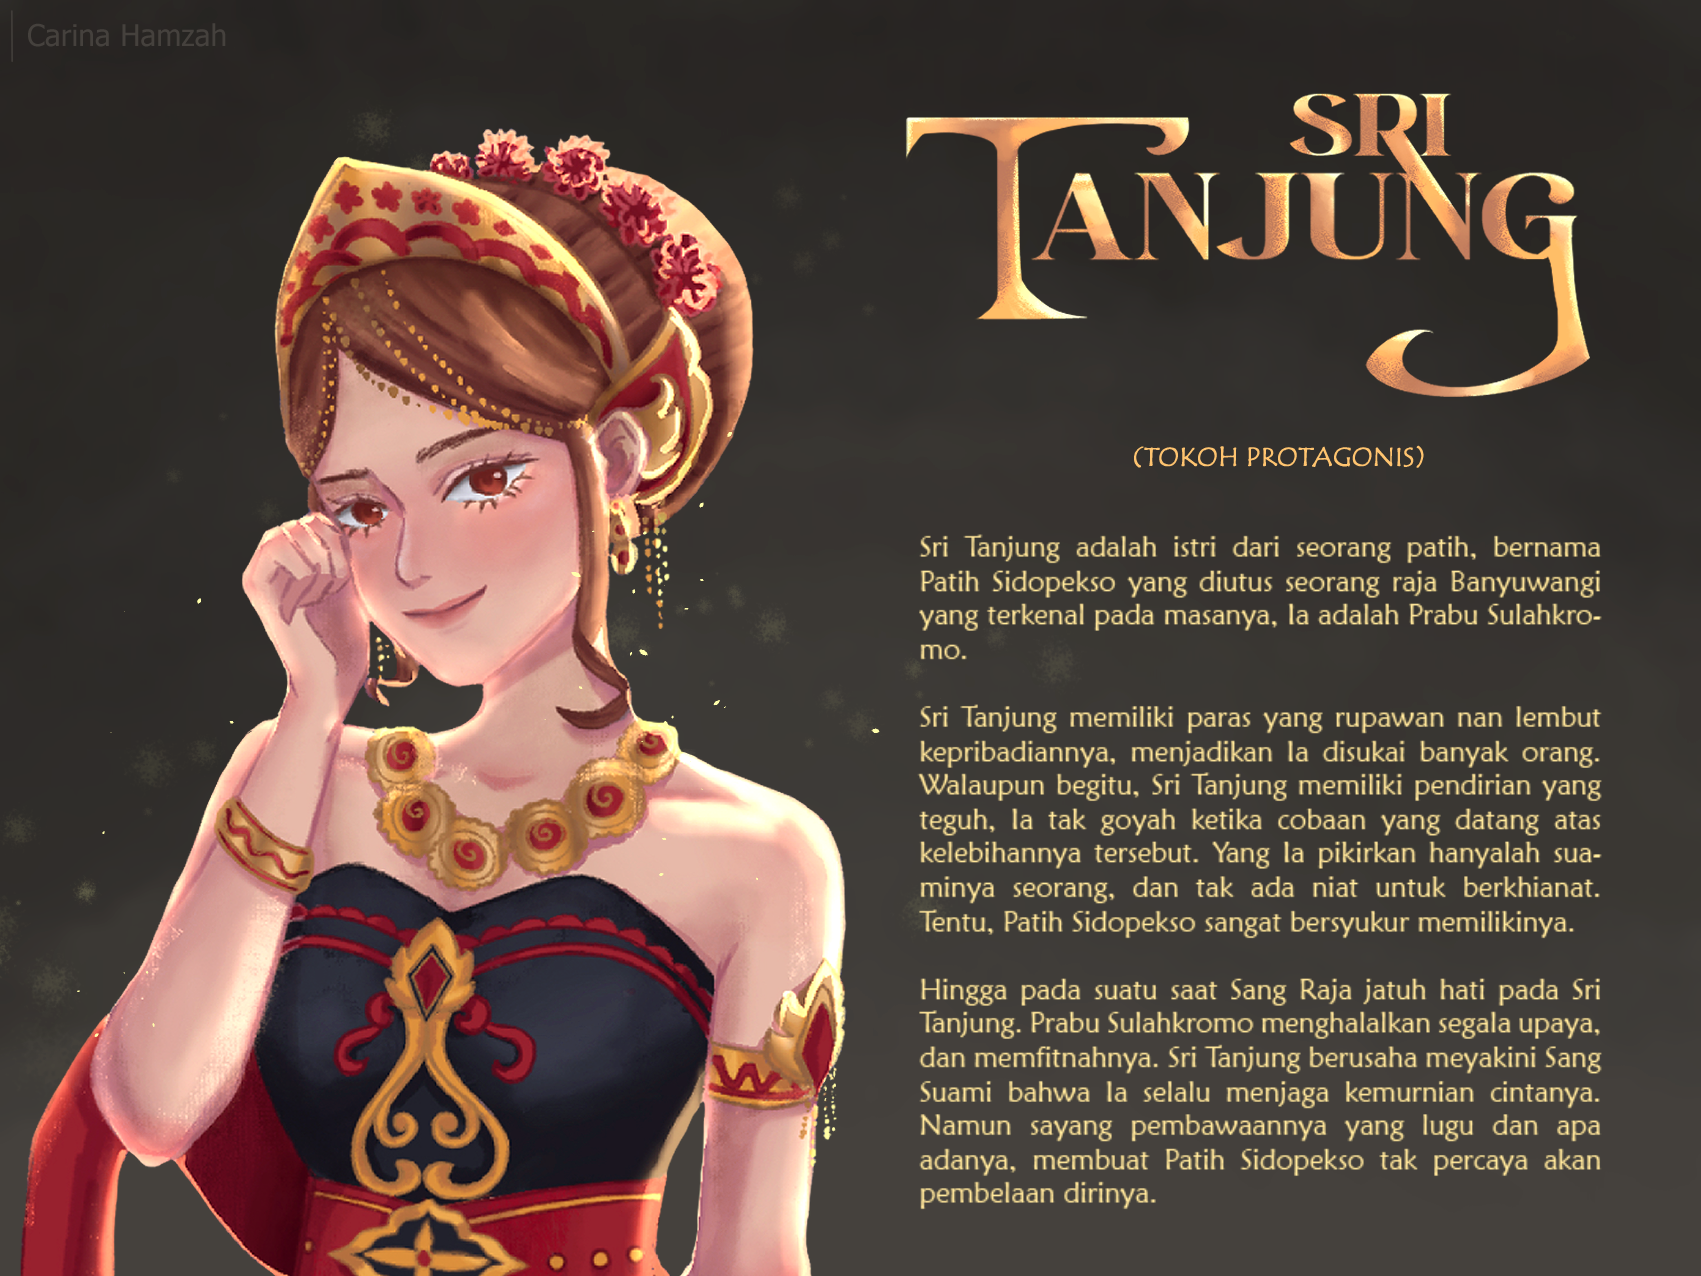 Carina Hamzah
SRI
TANJUNG
(TOKOH PROTAGONIS)
Sri Tanjung adalah istri dari seorang patih, bernama
Patih Sidopekso yang diutus seorang raja Banyuwangi
yang terkenal pada masanya, Ia adalah Prabu Sulahkro-
mo.
Sri Tanjung memiliki paras yang rupawan nan lembut
kepribadiannya, menjadikan Ia disukai banyak orang.
Walaupun begitu, Sri Tanjung memiliki pendirian yang
teguh, Ia tak goyah ketika cobaan yang datang atas
kelebihannya tersebut. Yang Ia pikirkan hanyalah sua-
minya seorang, dan tak ada niat untuk berkhianat.
Tentu, Patih Sidopekso sangat bersyukur memilikinya.
Hingga pada suatu saat Sang Raja jatuh hati pada Sri
Tanjung. Prabu Sulahkromo menghalalkan segala upaya,
dan memfitnahnya. Sri Tanjung berusaha meyakini Sang
Suami bahwa Ia selalu menjaga kemurnian cintanya.
Namun sayang pembawaannya yang lugu dan apa
adanya, membuat Patih Sidopekso tak percaya akan
pembelaan dirinya.